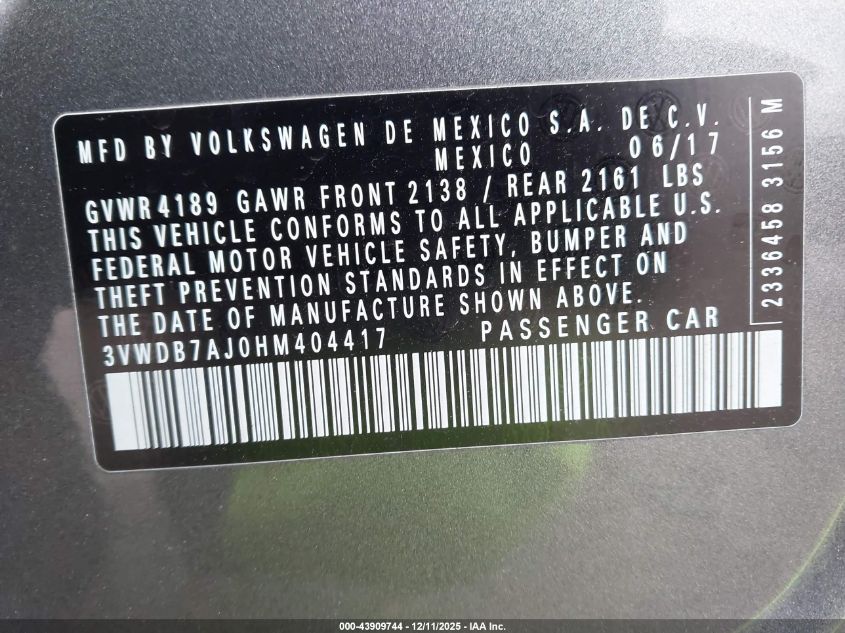 MFD BY VOLKSWAGEN DE MEXICO S.A. DE C.V.
MEXICO 06/17
GVWR 4189 GAWR FRONT 2138 / REAR 2161 LBS
THIS VEHICLE CONFORMS TO ALL APPLICABLE U.S.
FEDERAL MOTOR VEHICLE SAFETY, BUMPER AND
THEFT PREVENTION STANDARDS IN EFFECT ON
THE DATE OF MANUFACTURE SHOWN ABOVE.
3VWDB7AJ0HM404417 PASSENGER CAR
2336458 3156 M
000-43909744 - 12/11/2025 - IAA Inc.